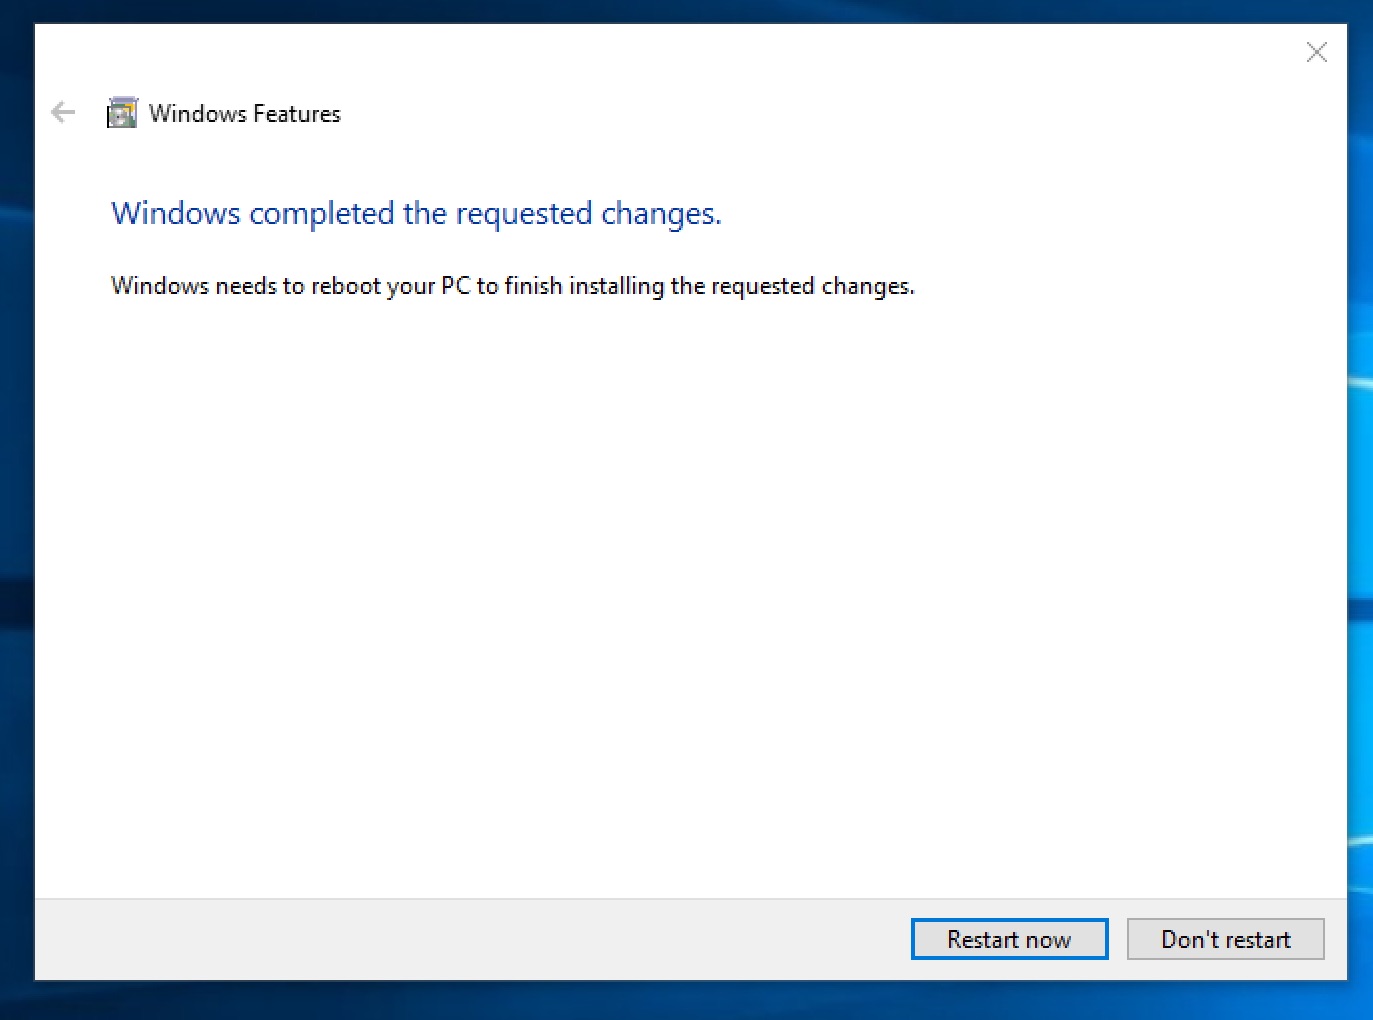 Windows Features
Windows completed the requested changes.
Windows needs to reboot your PC to finish installing the requested changes.
Restart now
Don't restart